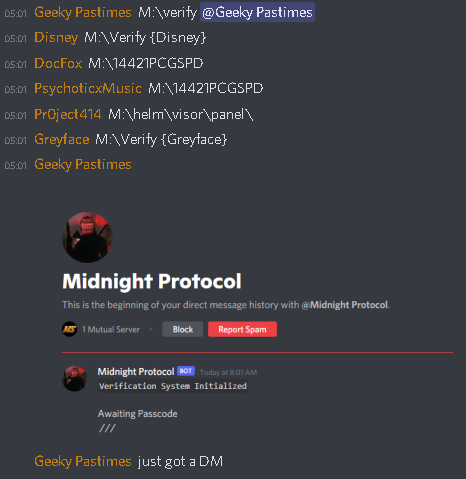 05:01 Geeky Pastimes M:\verify @Geeky Pastimes
05:01 Disney M:\Verify {Disney}
05:01 DocFox M:\14421PCGSPD
05:01 PsychoticxMusic M:\14421PCGSPD
05:01 Pr0ject414 M:\helm\visor\panel\
05:01 Greyface M:\Verify {Greyface}
05:01 Geeky Pastimes
Midnight Protocol
This is the beginning of your direct message history with @Midnight Protocol.
1 Mutual Server • Block Report Spam
Midnight Protocol BOT Today at 8:01 AM
Verification System Initialized
Awaiting Passcode
///
Geeky Pastimes just got a DM